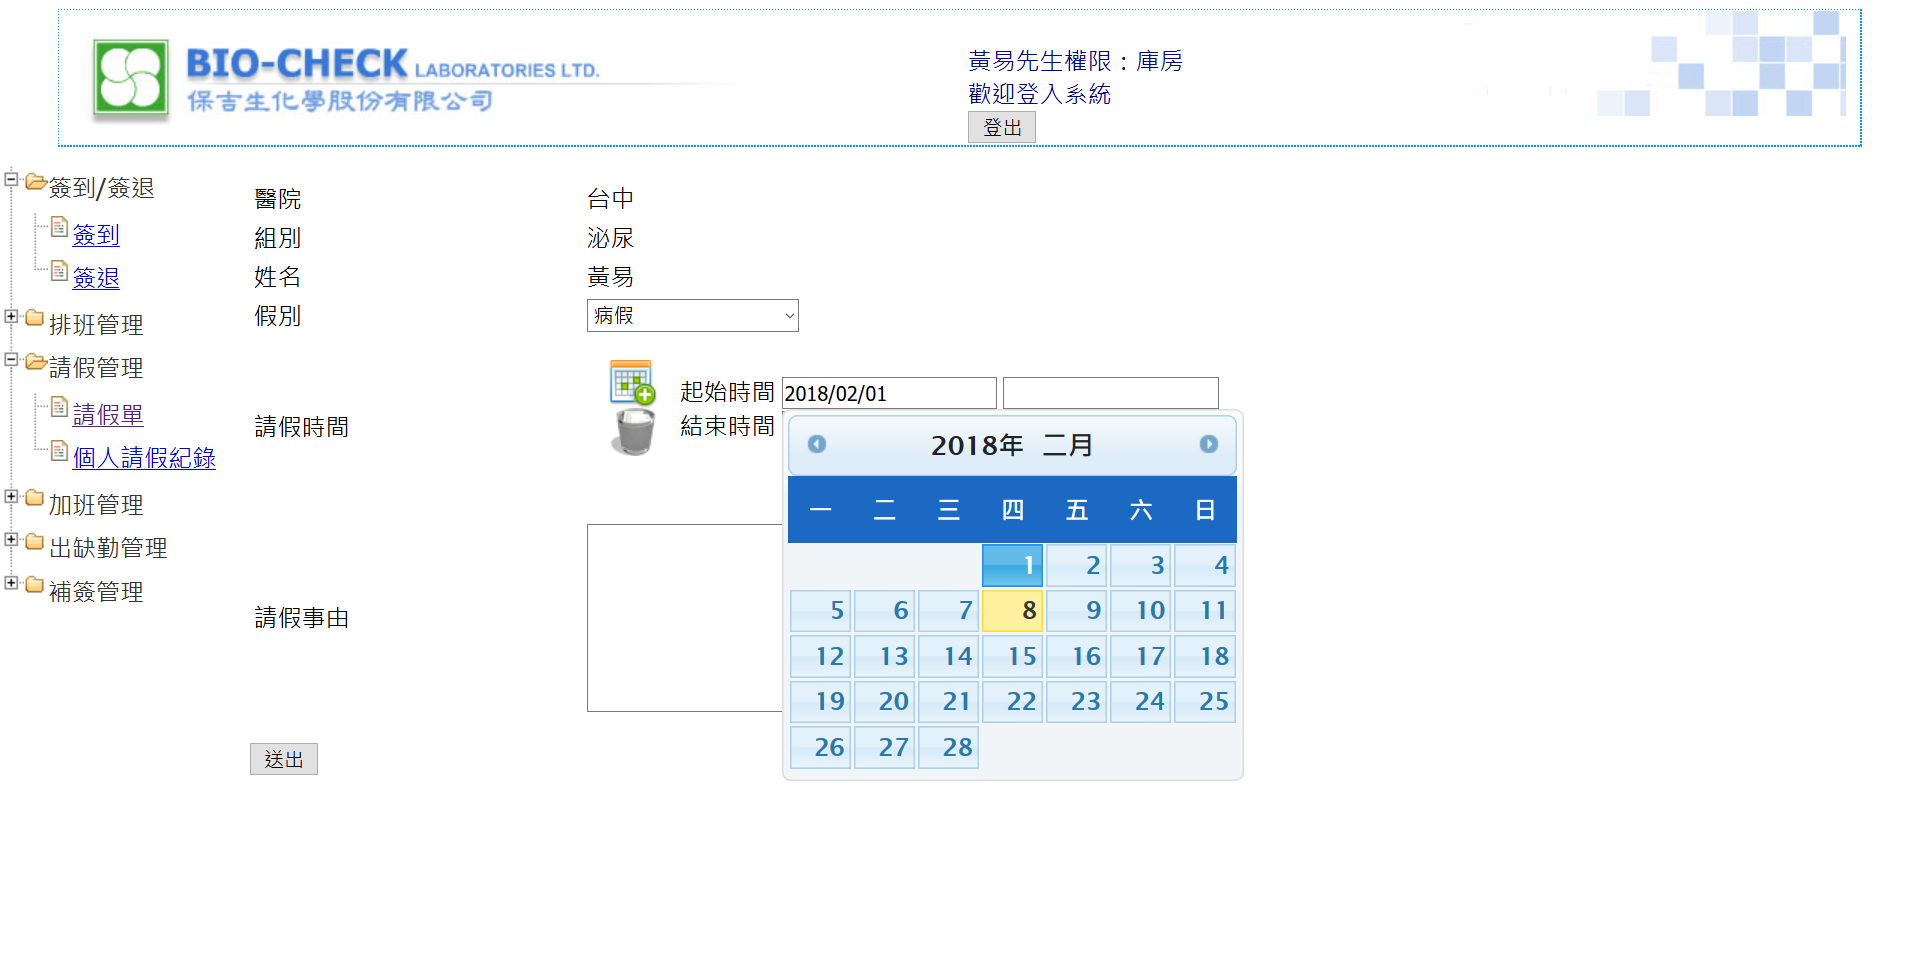 BIO-CHECK LABORATORIES LTD.
保吉生化學股份有限公司
黃易先生權限：庫房
歡迎登入系統
登出
簽到/簽退
簽到
簽退
排班管理
請假管理
請假單
個人請假紀錄
加班管理
出缺勤管理
補簽管理
醫院 台中
組別 泌尿
姓名 黃易
假別 病假
請假時間
起始時間 2018/02/01
結束時間
2018年 二月
一 二 三 四 五 六 日
1 2 3 4
5 6 7 8 9 10 11
12 13 14 15 16 17 18
19 20 21 22 23 24 25
26 27 28
請假事由
送出